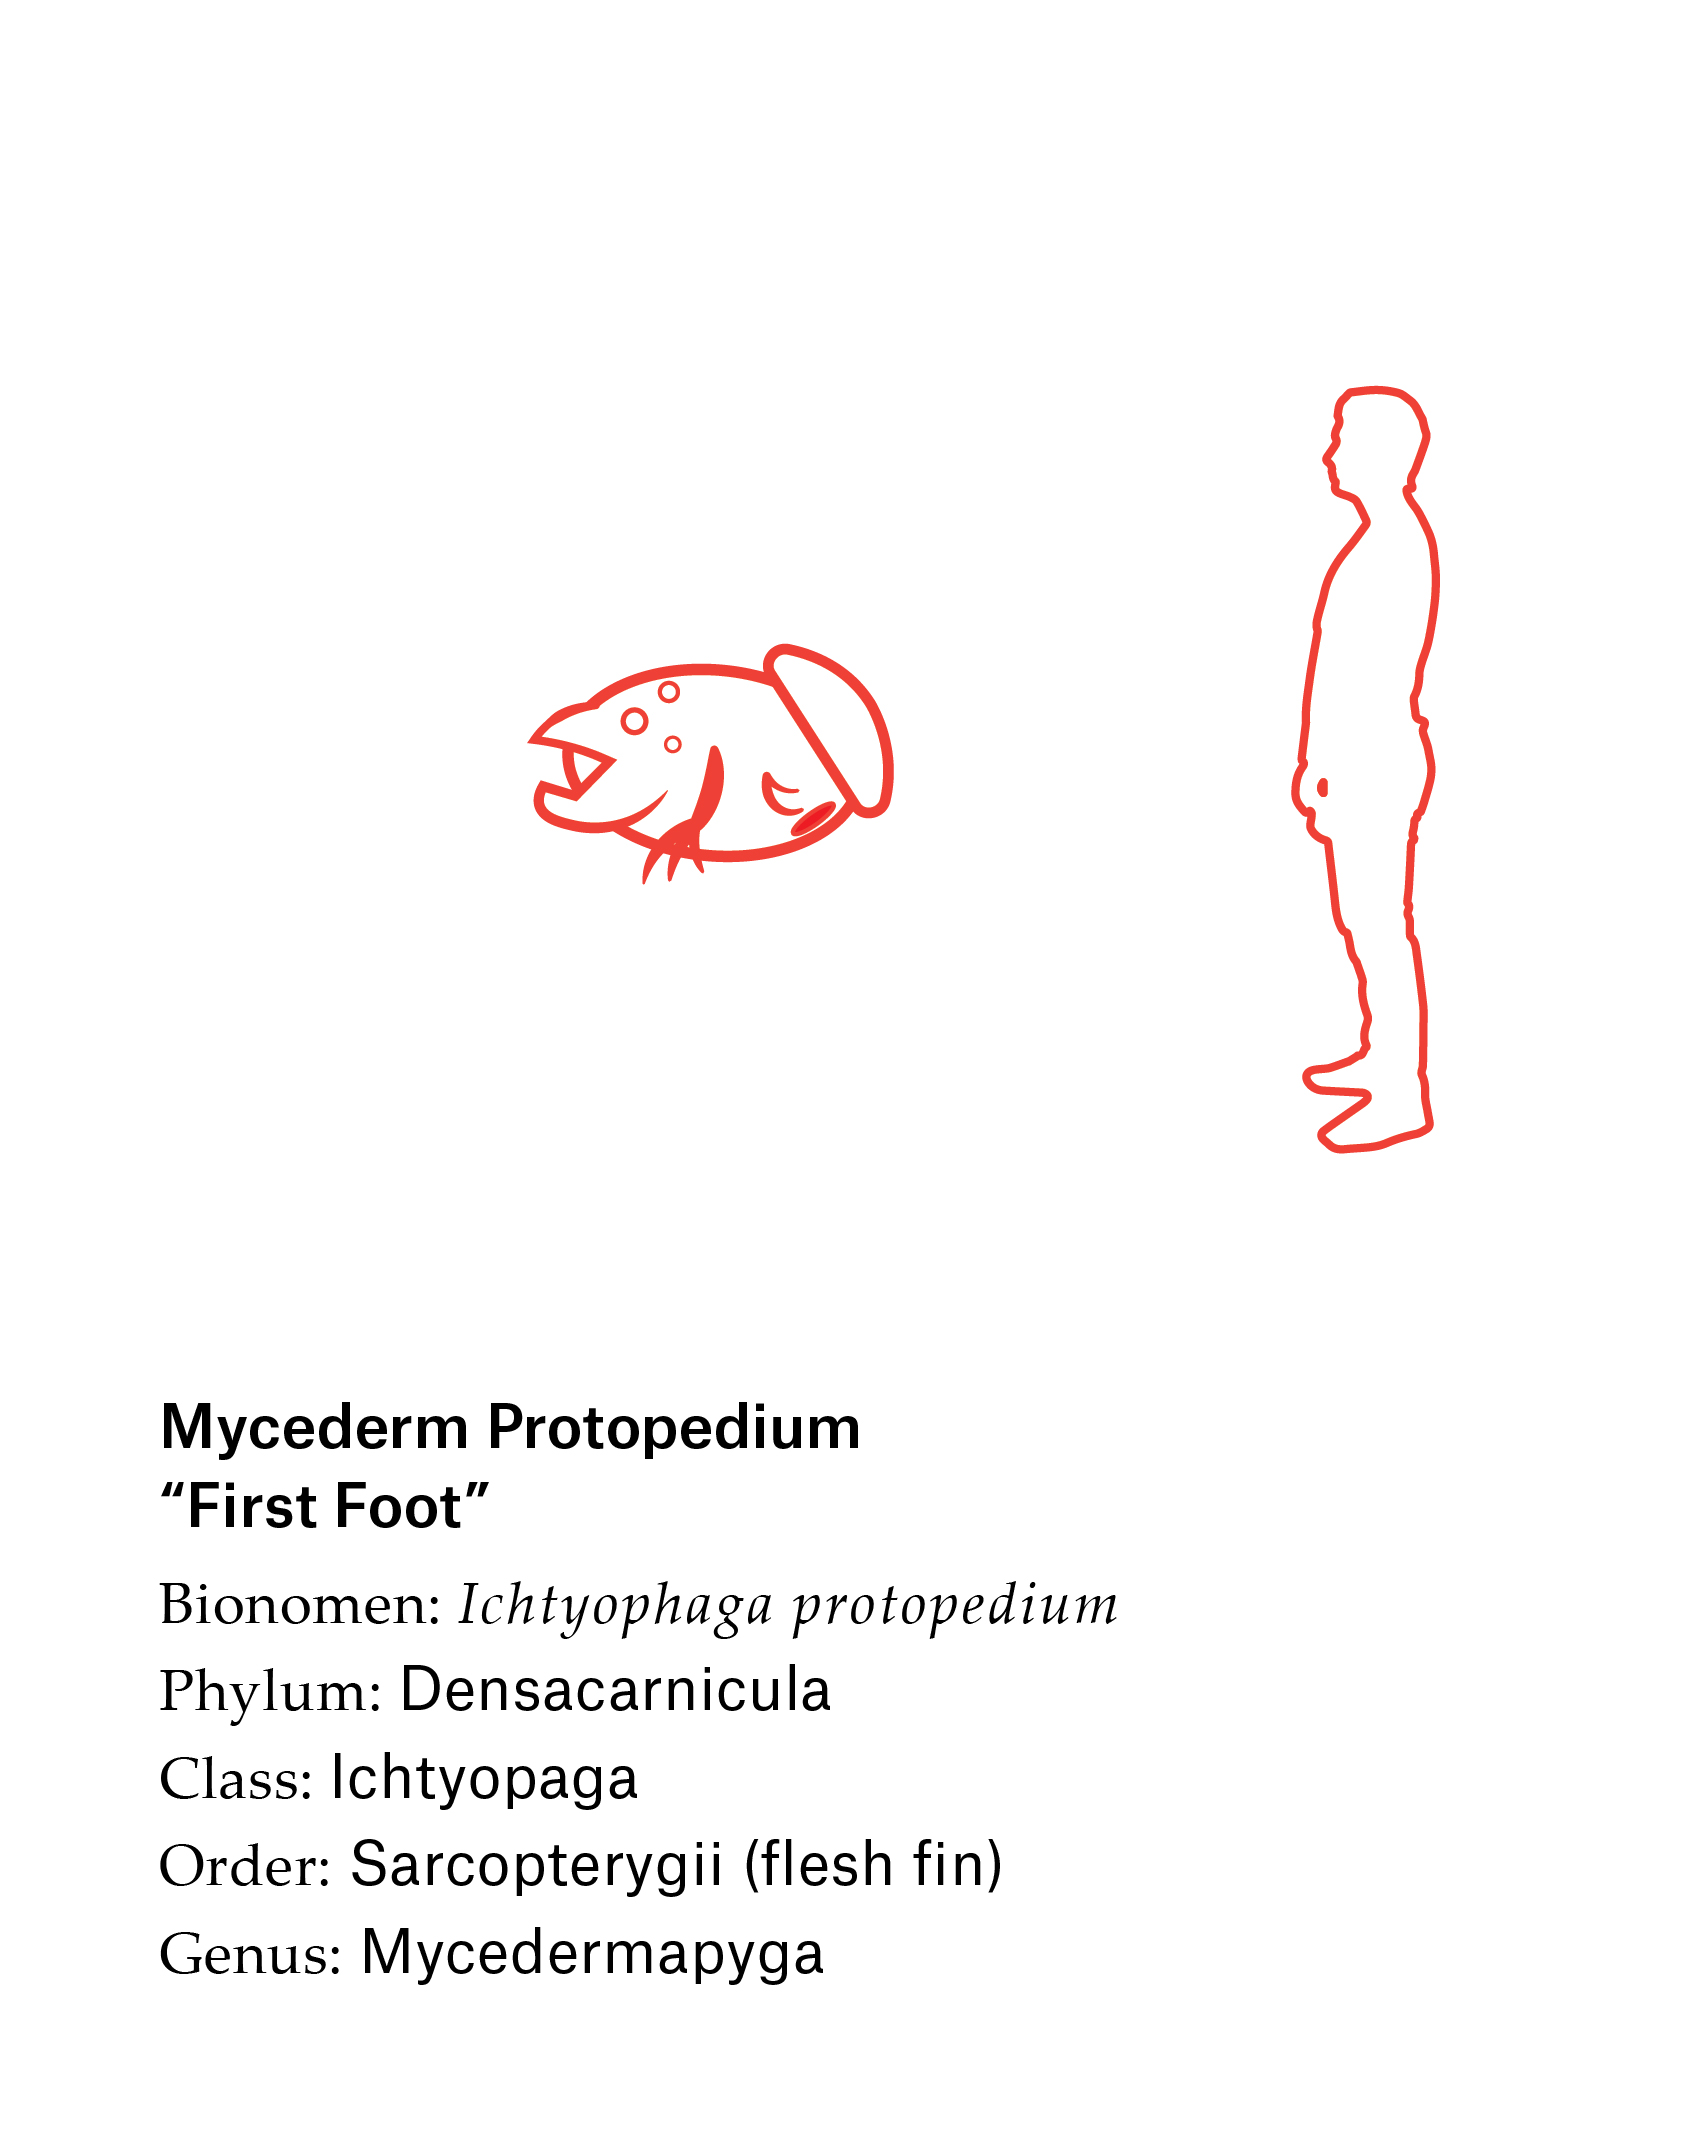 Mycederm Protopedium
“First Foot”
Bionomen: Ichtyophaga protopedium
Phylum: Densacarnicula
Class: Ichtyopaga
Order: Sarcopterygii (flesh fin)
Genus: Mycedermapyga